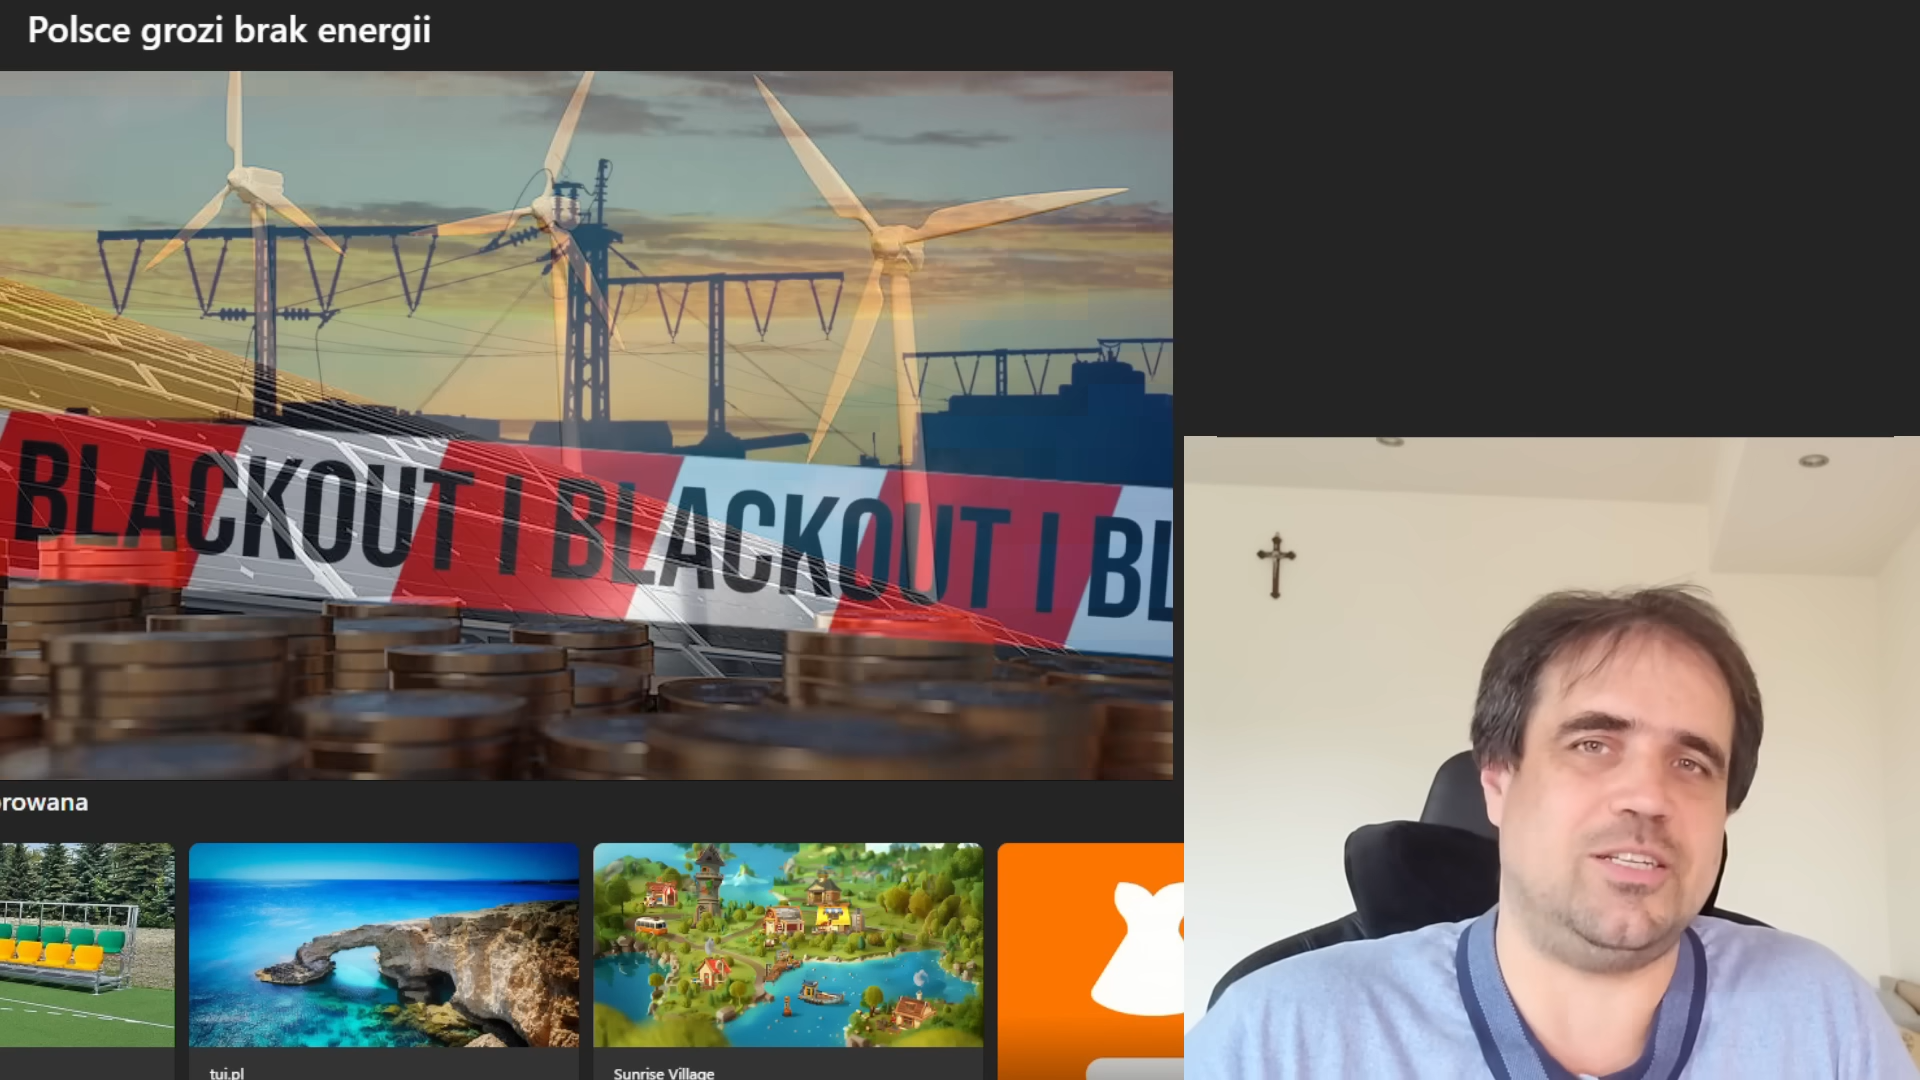 Polsce grozi brak energii
BLACKOUT I BLACKOUT I BL
rowana
tui.pl
Sunrise Village